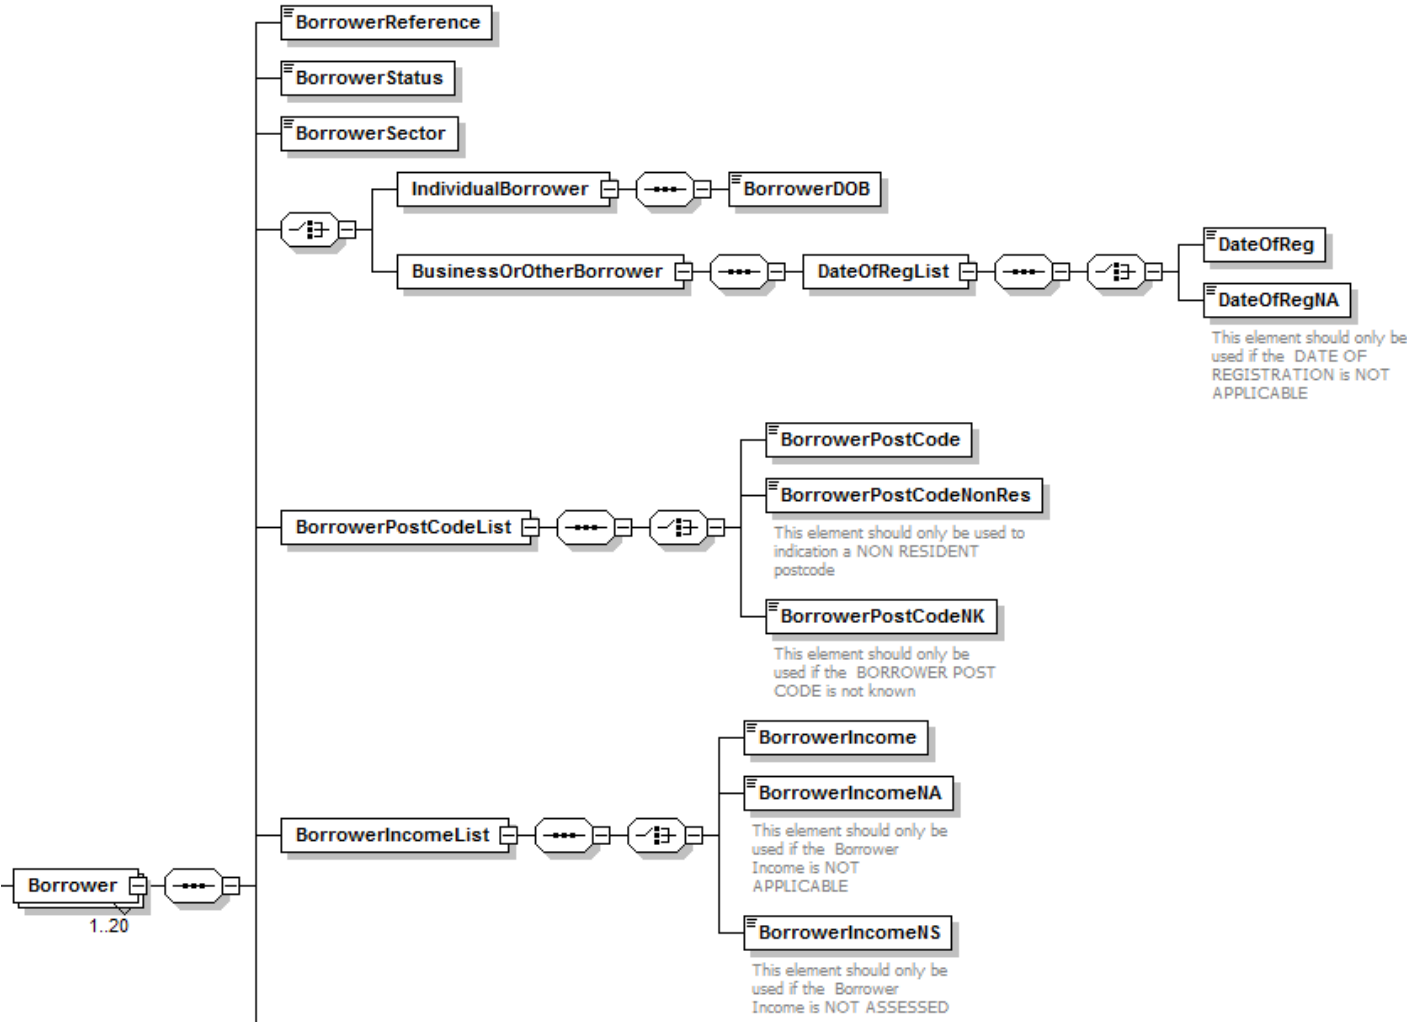 BorrowerReference
BorrowerStatus
BorrowerSector
IndividualBorrower
BorrowerDOB
BusinessOrOtherBorrower
DateOfRegList
DateOfReg
DateOfRegNA
This element should only be
used if the DATE OF
REGISTRATION is NOT
APPLICABLE
BorrowerPostCodeList
BorrowerPostCode
BorrowerPostCodeNonRes
This element should only be used to
indication a NON RESIDENT
postcode
BorrowerPostCodeNK
This element should only be
used if the BORROWER POST
CODE is not known
BorrowerIncomeList
BorrowerIncome
BorrowerIncomeNA
This element should only be
used if the Borrower
Income is NOT
APPLICABLE
BorrowerIncomeNS
This element should only be
used if the Borrower
Income is NOT ASSESSED
Borrower
1..20